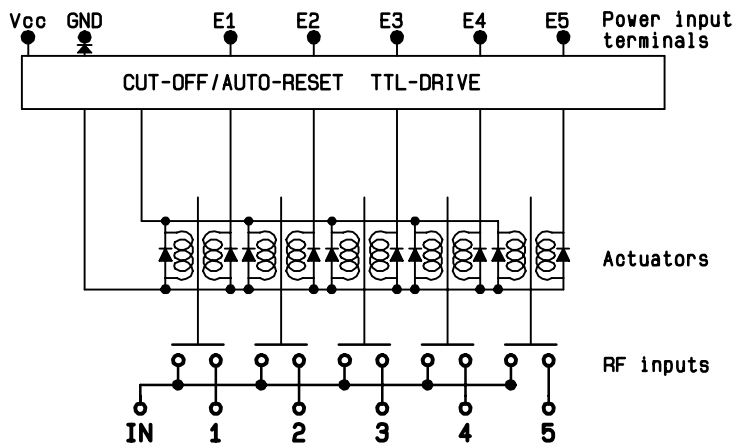 Vcc GND E1 E2 E3 E4 E5 Power input
terminals
CUT-OFF/AUTO-RESET TTL-DRIVE
Actuators
RF inputs
IN 1 2 3 4 5